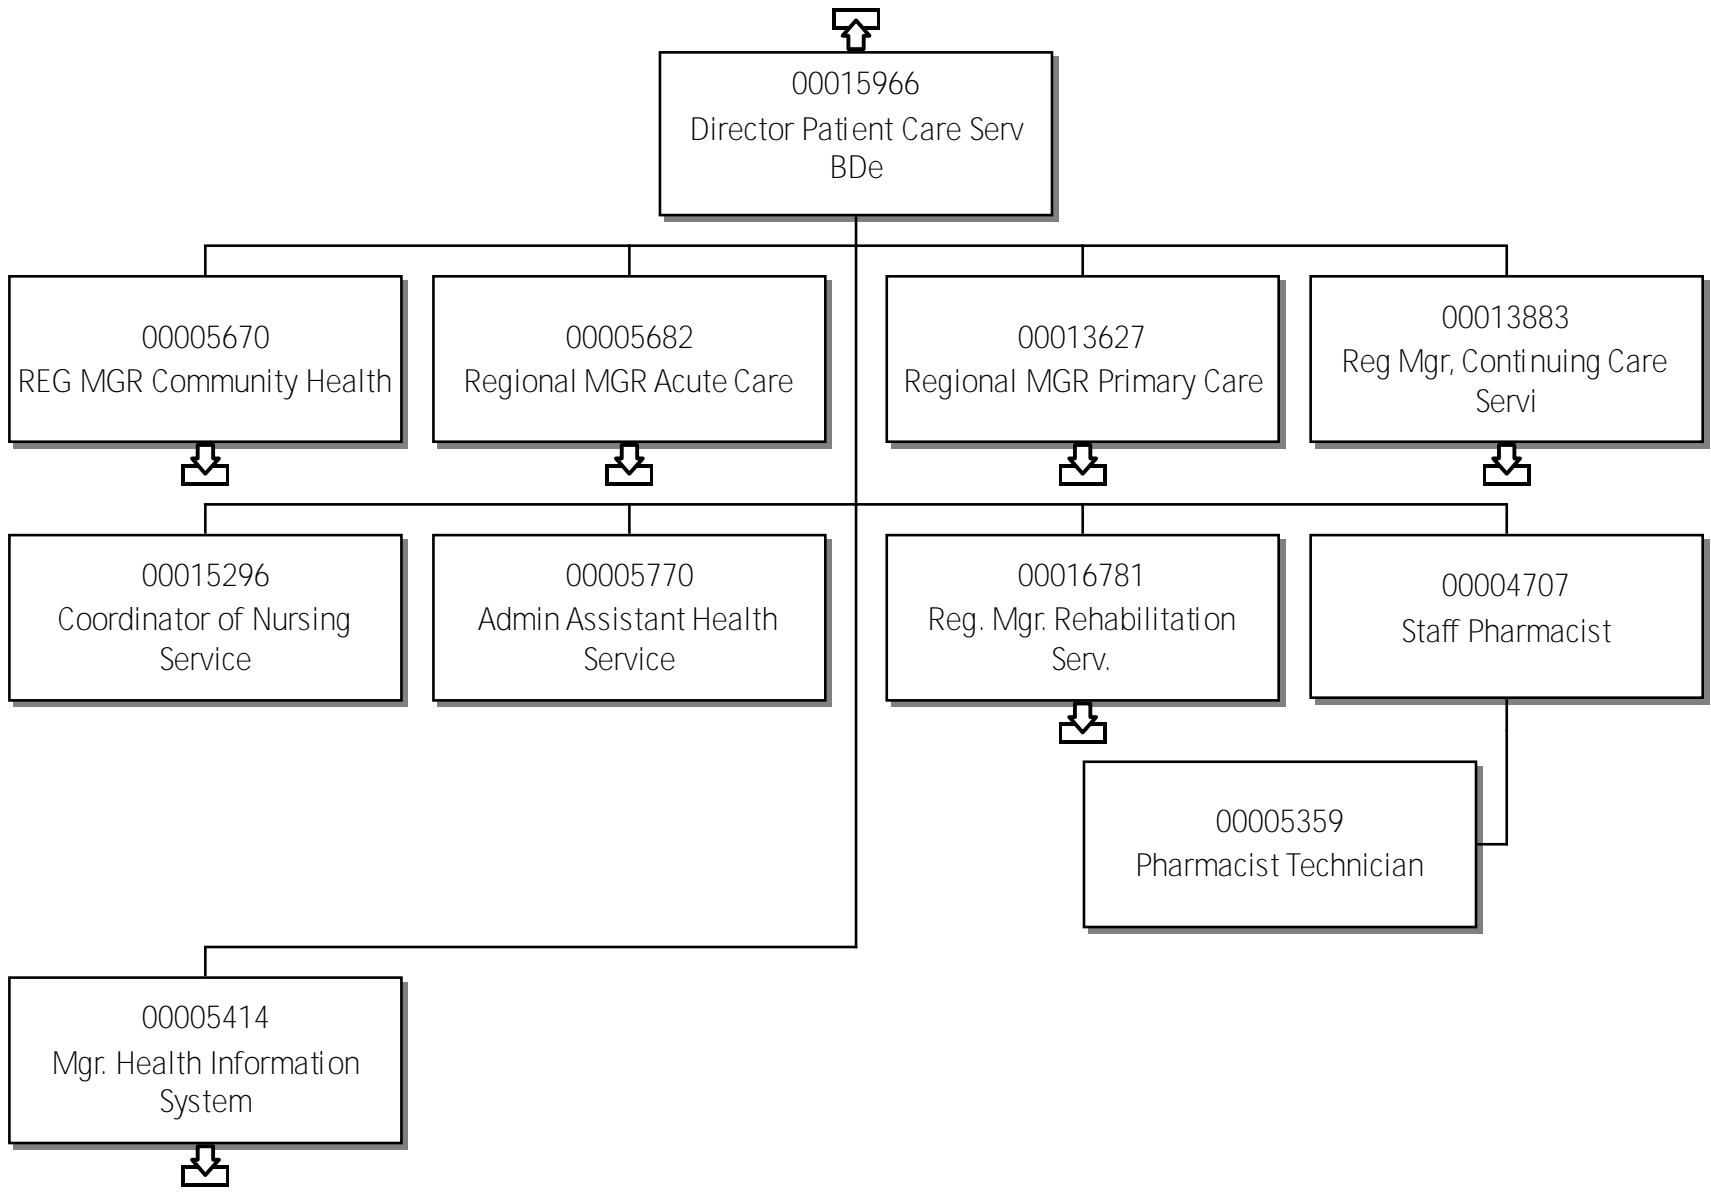 00015966
Director Patient Care Serv
BDe
00005670
REG MGR Community Health
00005682
Regional MGR Acute Care
00013627
Regional MGR Primary Care
00013883
Reg Mgr, Continuing Care
Servi
00015296
Coordinator of Nursing
Service
00005770
Admin Assistant Health
Service
00016781
Reg. Mgr. Rehabilitation
Serv.
00004707
Staff Pharmacist
00005359
Pharmacist Technician
00005414
Mgr. Health Information
System